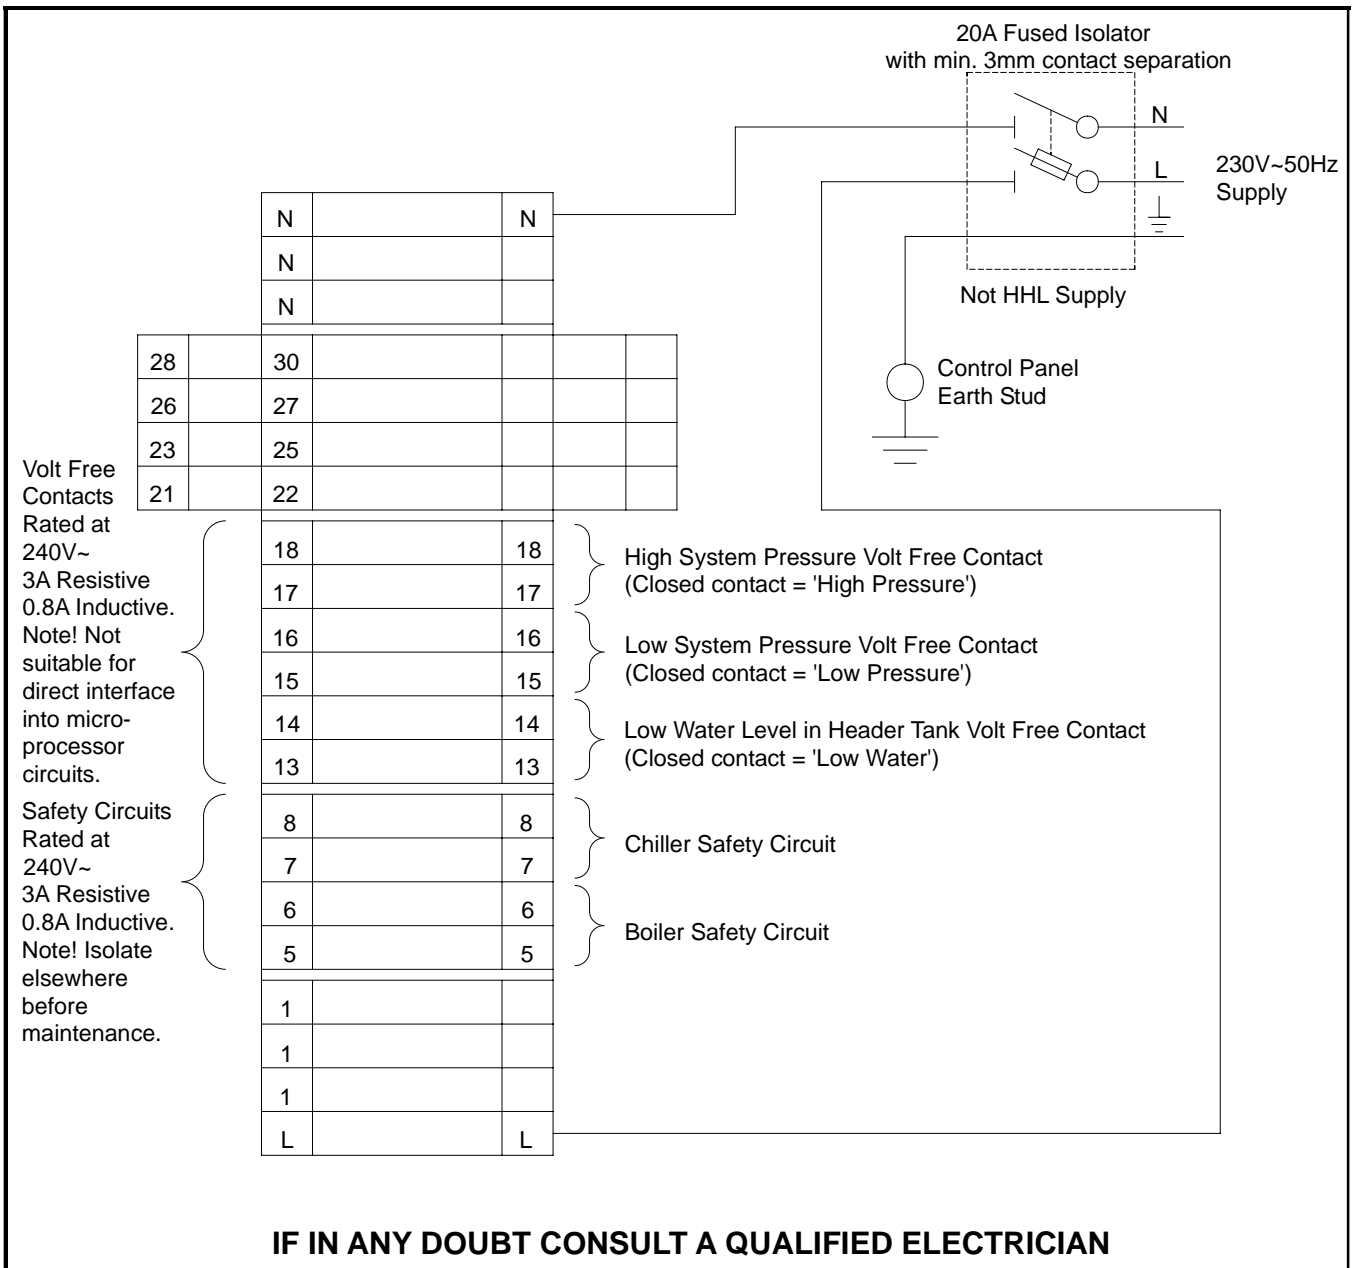 20A Fused Isolator
with min. 3mm contact separation
N
L
230V~50Hz
Supply
Not HHL Supply
Control Panel
Earth Stud
N N
N
N
28 30
26 27
23 25
21 22
Volt Free
Contacts
Rated at
240V~
3A Resistive
0.8A Inductive.
Note! Not
suitable for
direct interface
into micro-
processor
circuits.
18 18
17 17
High System Pressure Volt Free Contact
(Closed contact = 'High Pressure')
16 16
15 15
Low System Pressure Volt Free Contact
(Closed contact = 'Low Pressure')
14 14
13 13
Low Water Level in Header Tank Volt Free Contact
(Closed contact = 'Low Water')
Safety Circuits
Rated at
240V~
3A Resistive
0.8A Inductive.
Note! Isolate
elsewhere
before
maintenance.
8 8
7 7
Chiller Safety Circuit
6 6
5 5
Boiler Safety Circuit
1
1
1
L L
IF IN ANY DOUBT CONSULT A QUALIFIED ELECTRICIAN